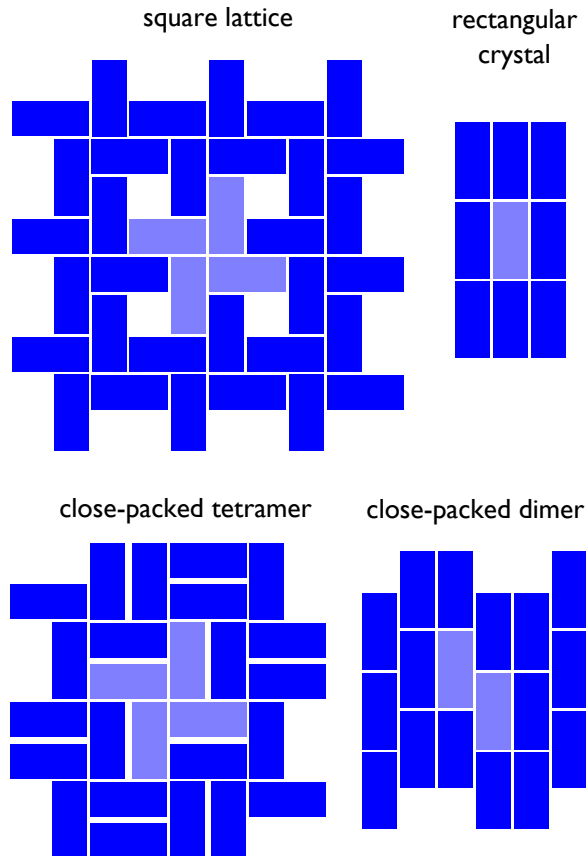 square lattice
rectangular
crystal
close-packed tetramer
close-packed dimer